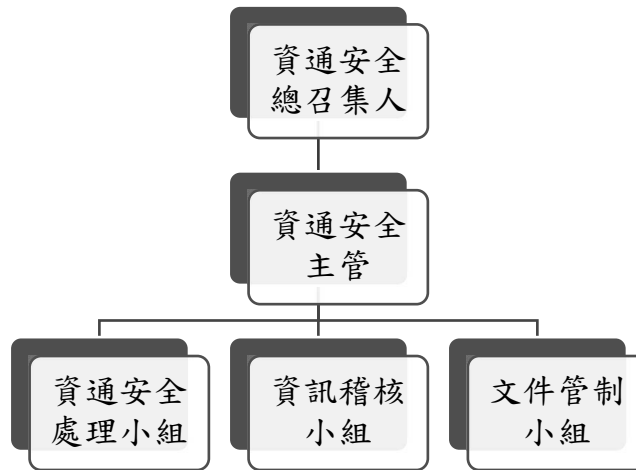 資通安全
總召集人
資通安全
主管
資通安全
處理小組
資訊稽核
小組
文件管制
小組